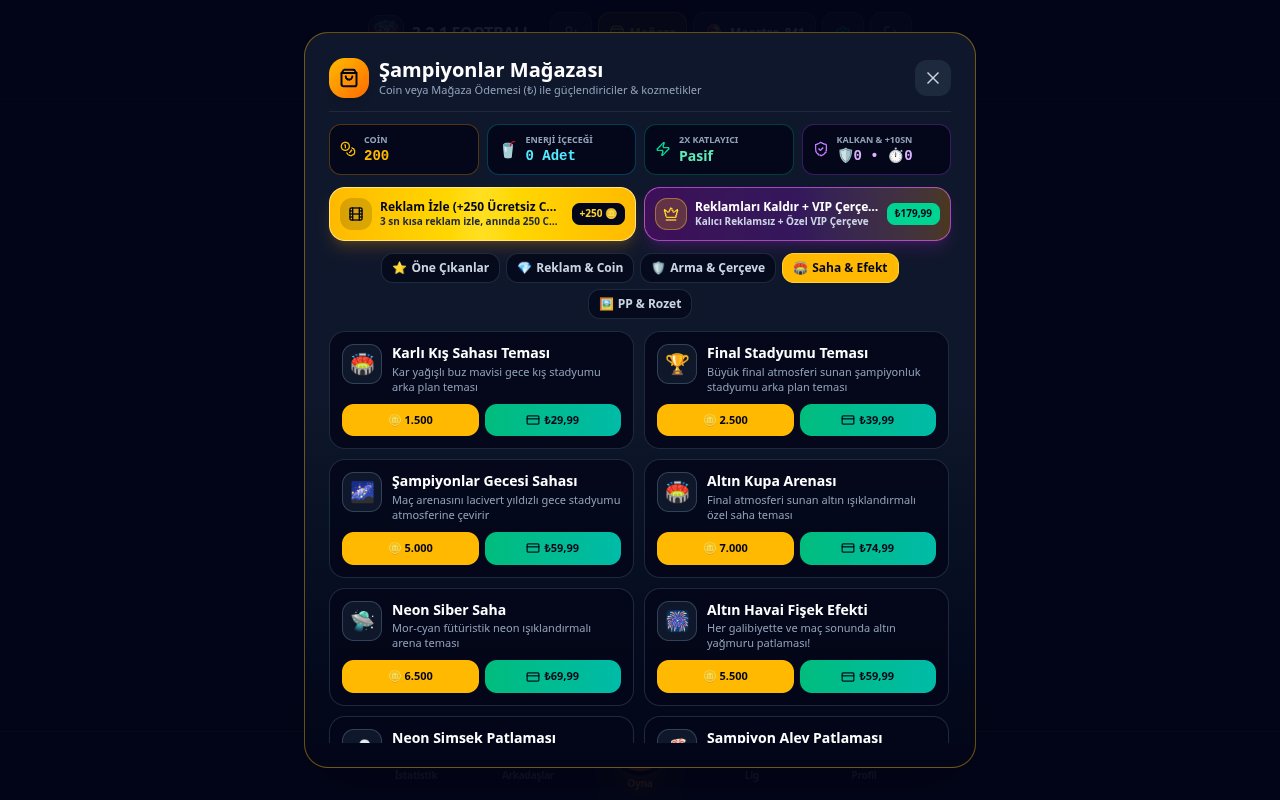 Şampiyonlar Mağazası
Coin veya Mağaza Ödemesi (₺) ile güçlendiriciler & kozmetikler
COİN
200
ENERJİ İÇECEĞİ
0 Adet
2X KATLAYICI
Pasif
KALKAN & +10SN
0 • 0
Reklam İzle (+250 Ücretsiz C...
3 sn kısa reklam izle, anında 250 C...
+250
Reklamları Kaldır + VIP Çerçe...
Kalıcı Reklamsız + Özel VIP Çerçeve
₺179,99
Öne Çıkanlar
Reklam & Coin
Arma & Çerçeve
Saha & Efekt
PP & Rozet
Karlı Kış Sahası Teması
Kar yağışlı buz mavisi gece kış stadyumu
arka plan teması
1.500
₺29,99
Final Stadyumu Teması
Büyük final atmosferi sunan şampiyonluk
stadyumu arka plan teması
2.500
₺39,99
Şampiyonlar Gecesi Sahası
Maç arenasını lacivert yıldızlı gece stadyumu
atmosferine çevirir
5.000
₺59,99
Altın Kupa Arenası
Final atmosferi sunan altın ışıklandırmalı
özel saha teması
7.000
₺74,99
Neon Siber Saha
Mor-cyan fütüristik neon ışıklandırmalı
arena teması
6.500
₺69,99
Altın Havai Fişek Efekti
Her galibiyette ve maç sonunda altın
yağmuru patlaması!
5.500
₺59,99
Neon Şimşek Patlaması
Şampiyon Alev Patlaması
İstatistik
Arkadaşlar
Oyna
Lig
Profil